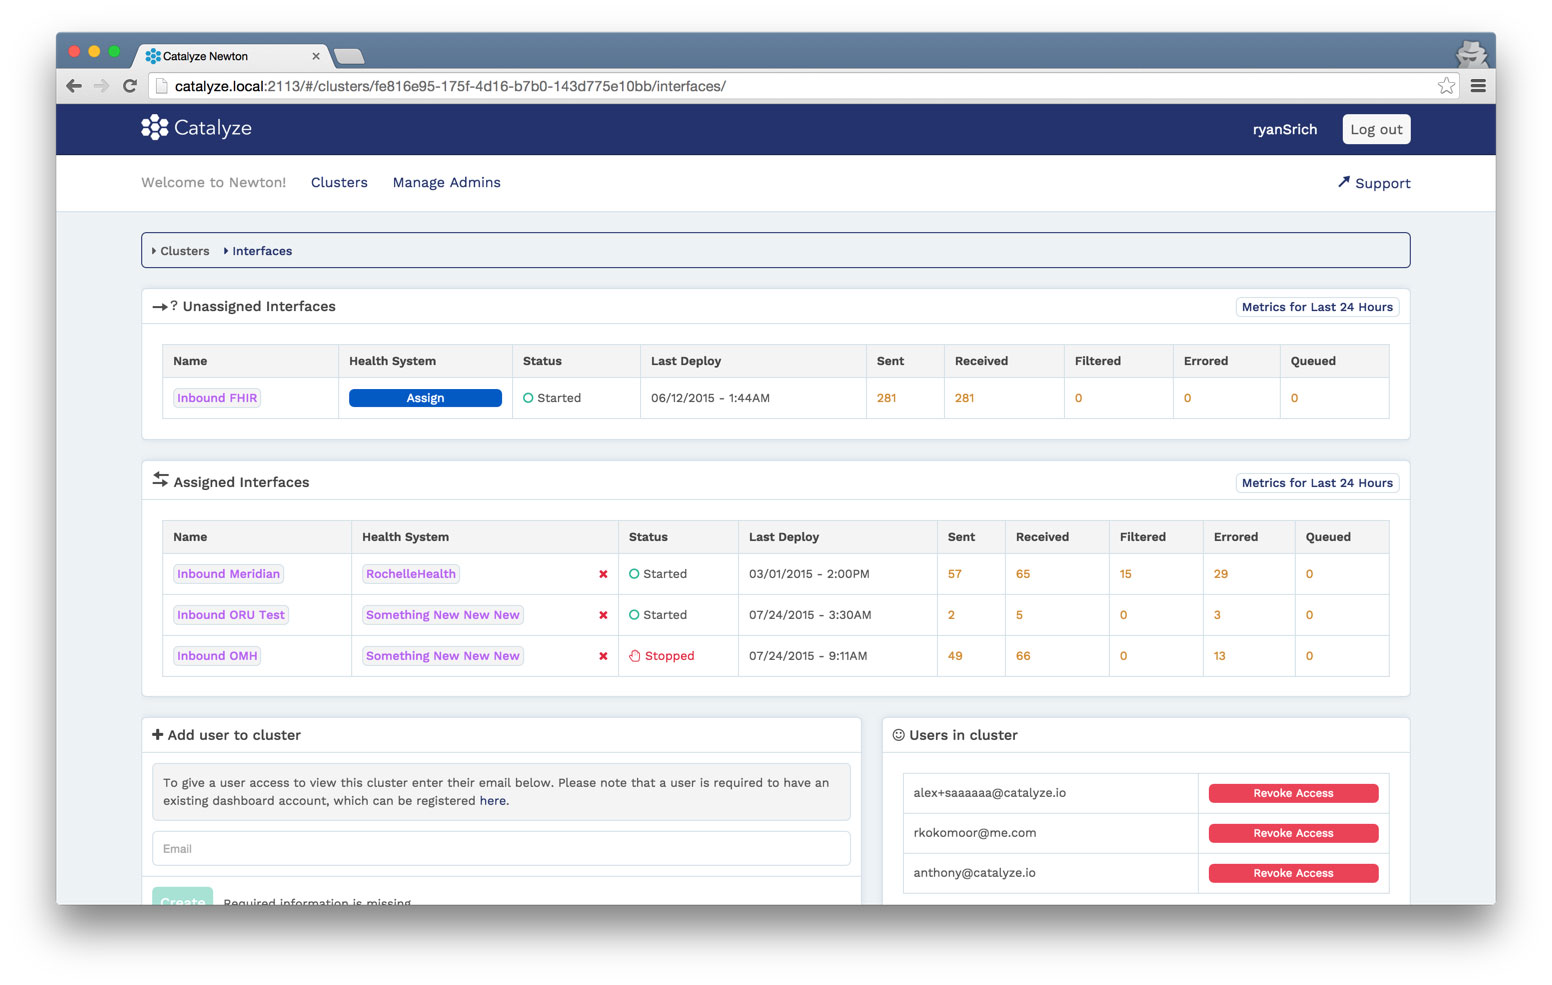 Catalyze Newton
catalyze.local:2113/#/clusters/fe816e95-175f-4d16-b7b0-143d775e10bb/interfaces/
Catalyze
ryanSrich
Log out
Welcome to Newton! Clusters Manage Admins Support
Clusters Interfaces
? Unassigned Interfaces
Metrics for Last 24 Hours
Name Health System Status Last Deploy Sent Received Filtered Errored Queued
Inbound FHIR Assign Started 06/12/2015 - 1:44AM 281 281 0 0 0
Assigned Interfaces
Metrics for Last 24 Hours
Name Health System Status Last Deploy Sent Received Filtered Errored Queued
Inbound Meridian RochelleHealth Started 03/01/2015 - 2:00PM 57 65 15 29 0
Inbound ORU Test Something New New New Started 07/24/2015 - 3:30AM 2 5 0 3 0
Inbound OMH Something New New New Stopped 07/24/2015 - 9:11AM 49 66 0 13 0
Add user to cluster
To give a user access to view this cluster enter their email below. Please note that a user is required to have an
existing dashboard account, which can be registered here.
Email
Create Required information is missing
Users in cluster
alex+saaaaaa@catalyze.io Revoke Access
rkokomoor@me.com Revoke Access
anthony@catalyze.io Revoke Access